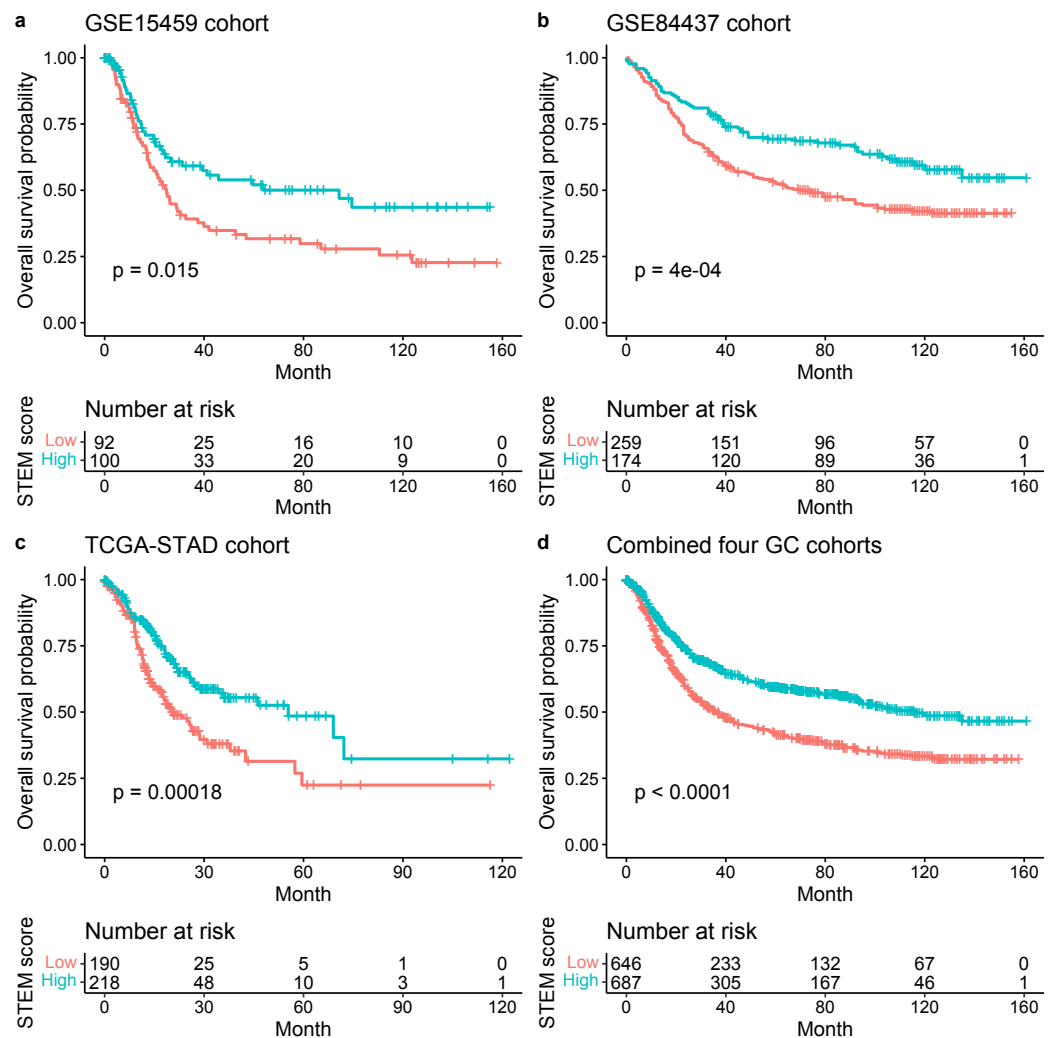 a GSE15459 cohort
Overall survival probability
1.00
0.75
0.50
0.25
0.00
p = 0.015
0 40 80 120 160
Month
Number at risk
STEM score
Low 92 25 16 10 0
High 100 33 20 9 0
0 40 80 120 160
Month
b GSE84437 cohort
Overall survival probability
1.00
0.75
0.50
0.25
0.00
p = 4e-04
0 40 80 120 160
Month
Number at risk
STEM score
Low 259 151 96 57 0
High 174 120 89 36 1
0 40 80 120 160
Month
c TCGA-STAD cohort
Overall survival probability
1.00
0.75
0.50
0.25
0.00
p = 0.00018
0 30 60 90 120
Month
Number at risk
STEM score
Low 190 25 5 1 0
High 218 48 10 3 1
0 30 60 90 120
Month
d Combined four GC cohorts
Overall survival probability
1.00
0.75
0.50
0.25
0.00
p < 0.0001
0 40 80 120 160
Month
Number at risk
STEM score
Low 646 233 132 67 0
High 687 305 167 46 1
0 40 80 120 160
Month